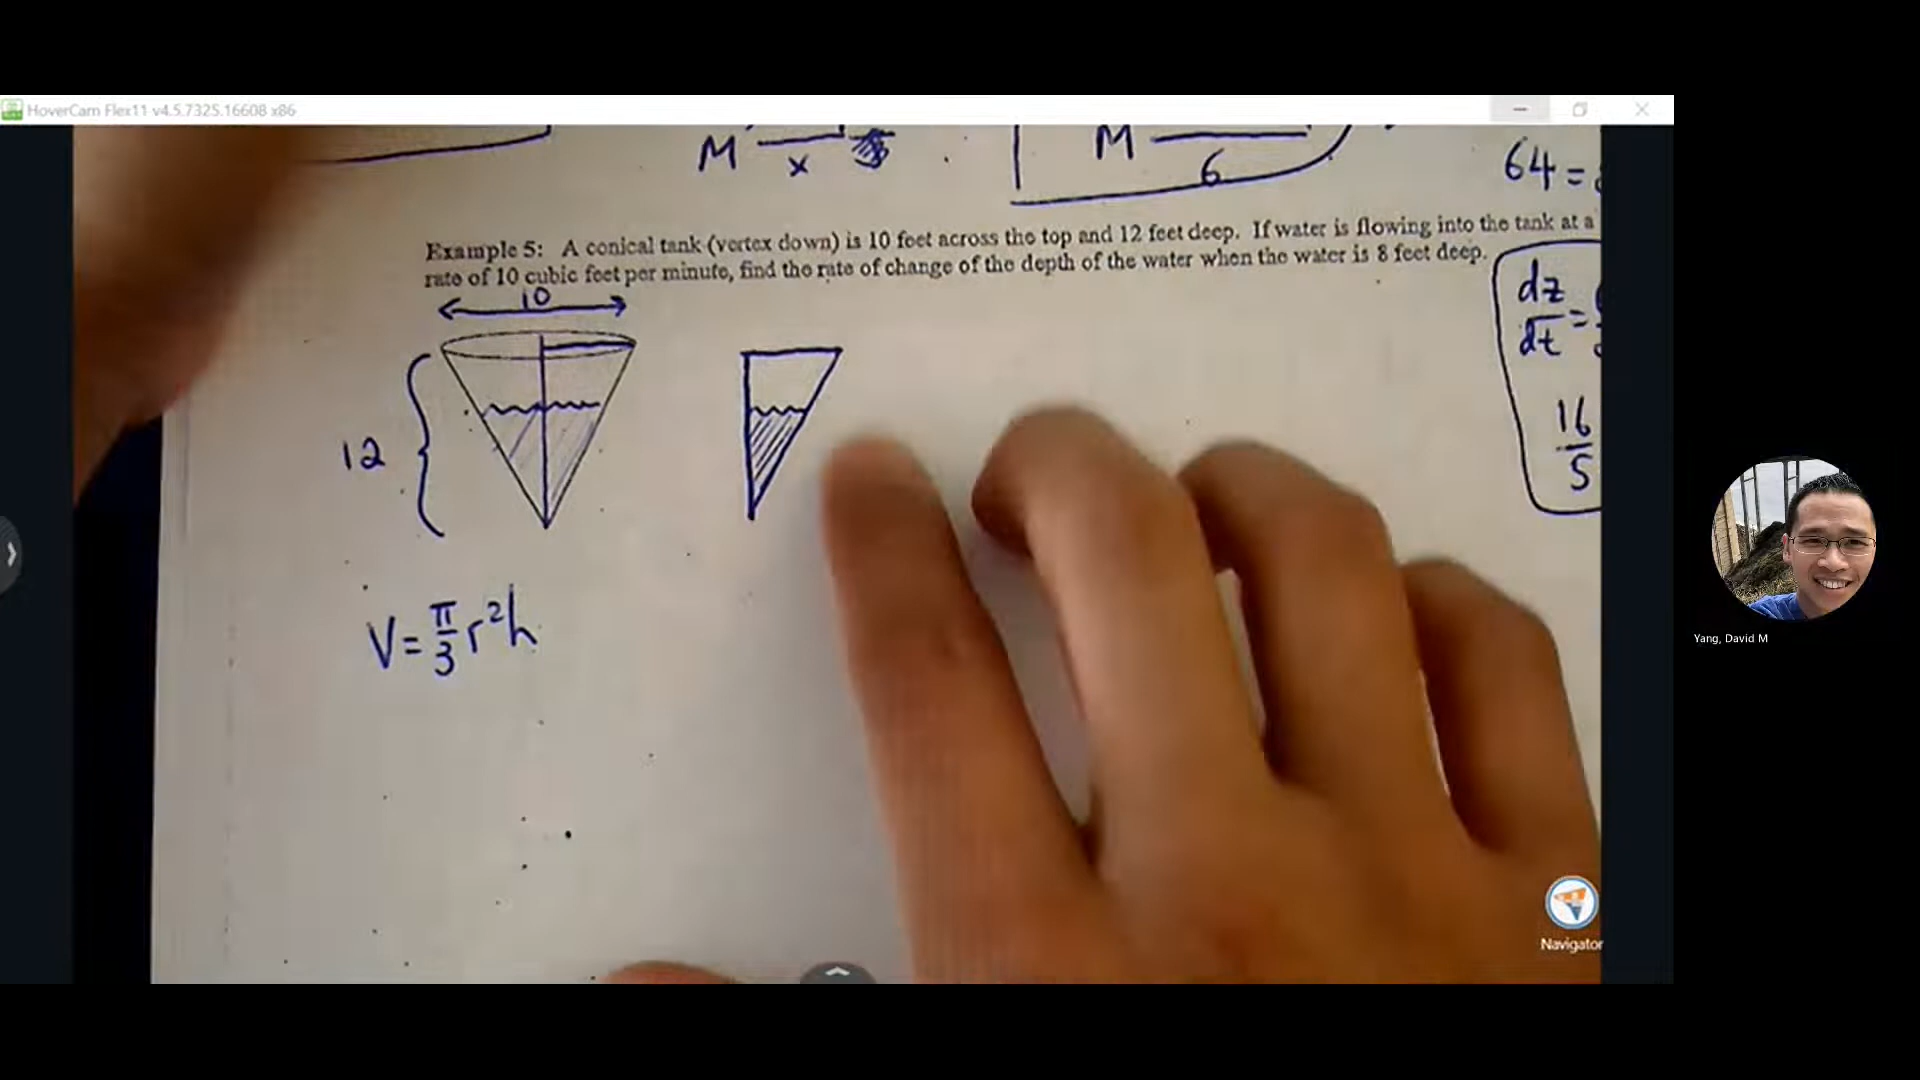 HoverCam Flex11 v4.5.7325.16608 x86
M
x
M
6
64 =
Example 5: A conical tank (vertex down) is 10 feet across the top and 12 feet deep. If water is flowing into the tank at a
rate of 10 cubic feet per minute, find the rate of change of the depth of the water when the water is 8 feet deep.
10
12
dz
dt
=
16
5
V = π/3 r²h
Navigator
Yang, David M